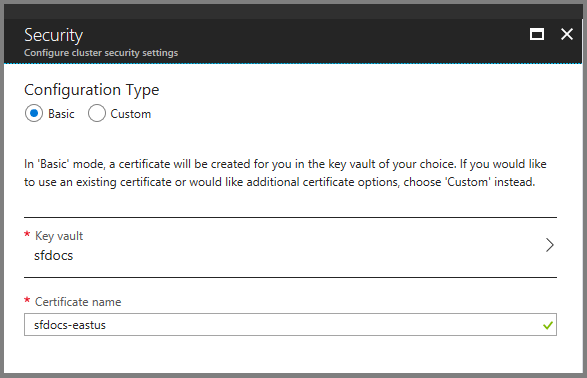 Security
Configure cluster security settings
Configuration Type
Basic Custom
In 'Basic' mode, a certificate will be created for you in the key vault of your choice. If you would like
to use an existing certificate or would like additional certificate options, choose 'Custom' instead.
* Key vault
sfdocs
* Certificate name
sfdocs-eastus